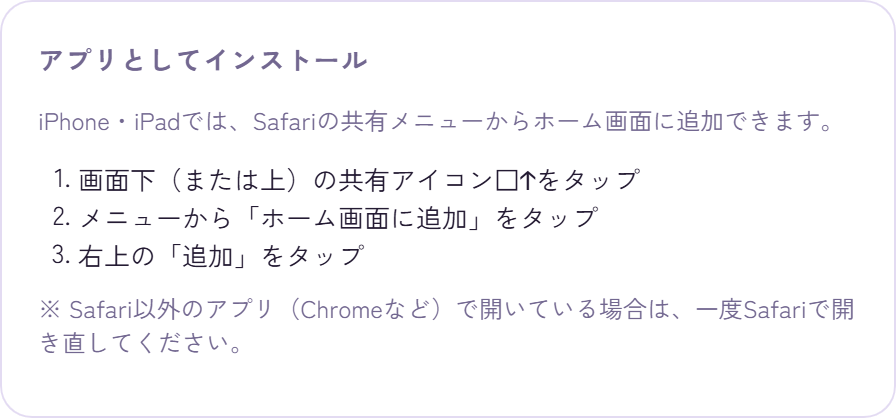 アプリとしてインストール
iPhone・iPadでは、Safariの共有メニューからホーム画面に追加できます。
1. 画面下（または上）の共有アイコン□↑をタップ
2. メニューから「ホーム画面に追加」をタップ
3. 右上の「追加」をタップ
※ Safari以外のアプリ（Chromeなど）で開いている場合は、一度Safariで開
き直してください。